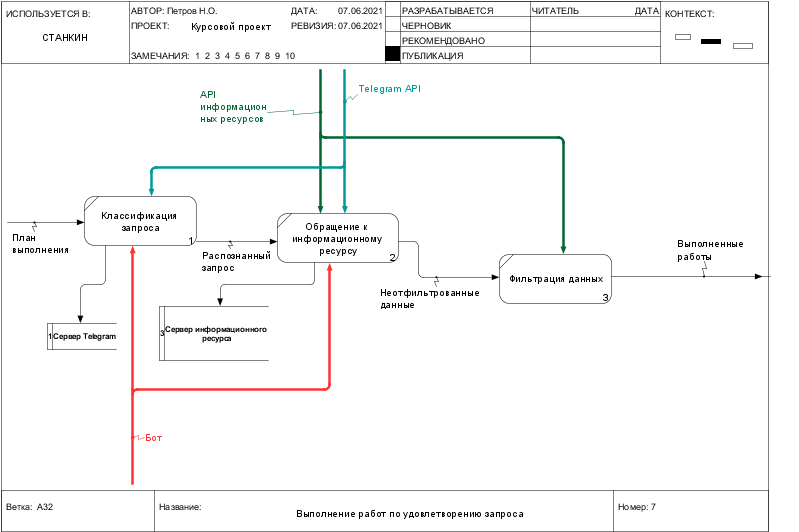 ИСПОЛЬЗУЕТСЯ В:
СТАНКИН
АВТОР: Петров Н.О.
ДАТА: 07.06.2021
ПРОЕКТ: Курсовой проект
РЕВИЗИЯ: 07.06.2021
ЗАМЕЧАНИЯ: 1 2 3 4 5 6 7 8 9 10
РАЗРАБАТЫВАЕТСЯ
ЧЕРНОВИК
РЕКОМЕНДОВАНО
ПУБЛИКАЦИЯ
ЧИТАТЕЛЬ ДАТА
КОНТЕКСТ:
API
информацион
ных ресурсов
Telegram API
План
выполнения
Классификация
запроса
1
Распознанный
запрос
Обращение к
информационному
ресурсу
2
Неотфильтрованные
данные
Фильтрация данных
3
Выполненные
работы
1 Сервер Telegram
3 Сервер информационного
ресурса
Бот
Ветка: A32
Название:
Выполнение работ по удовлетворению запроса
Номер: 7